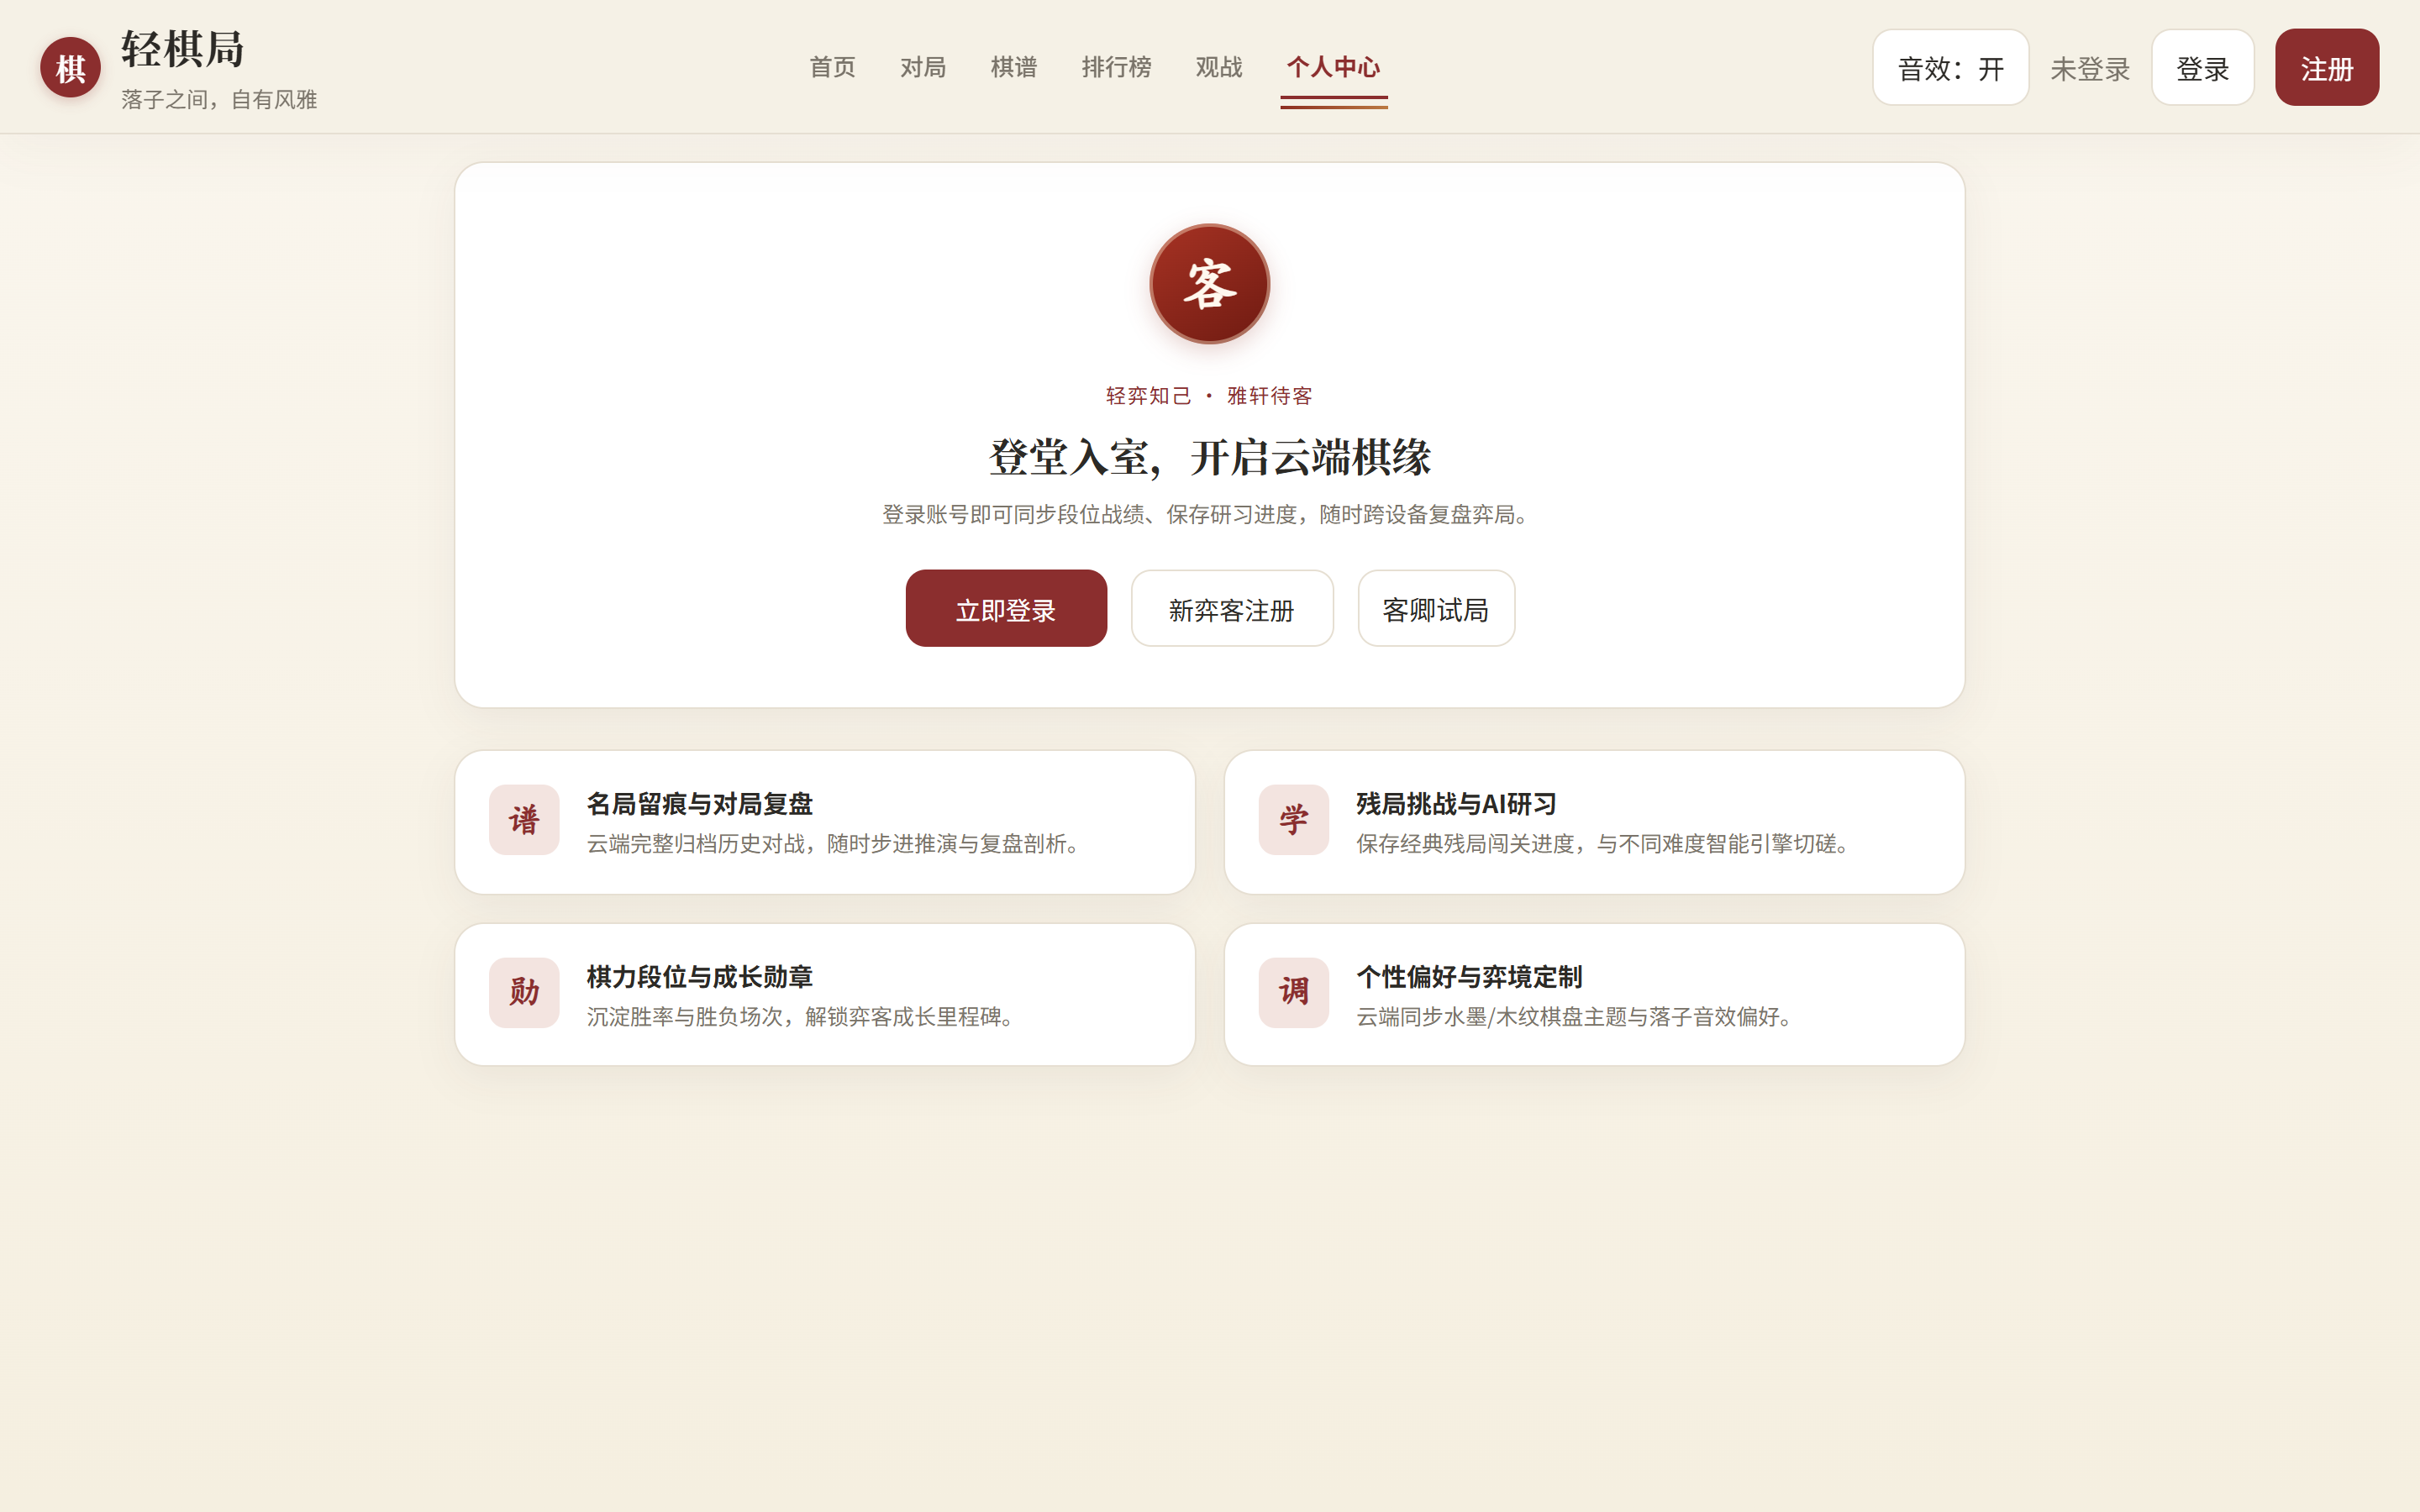 棋
轻棋局
落子之间，自有风雅
首页 对局 棋谱 排行榜 观战 个人中心
音效：开 未登录 登录 注册
客
轻弈知己 · 雅轩待客
登堂入室，开启云端棋缘
登录账号即可同步段位战绩、保存研习进度，随时跨设备复盘弈局。
立即登录 新弈客注册 客卿试局
谱
名局留痕与对局复盘
云端完整归档历史对战，随时步进推演与复盘剖析。
学
残局挑战与AI研习
保存经典残局闯关进度，与不同难度智能引擎切磋。
勋
棋力段位与成长勋章
沉淀胜率与胜负场次，解锁弈客成长里程碑。
调
个性偏好与弈境定制
云端同步水墨/木纹棋盘主题与落子音效偏好。